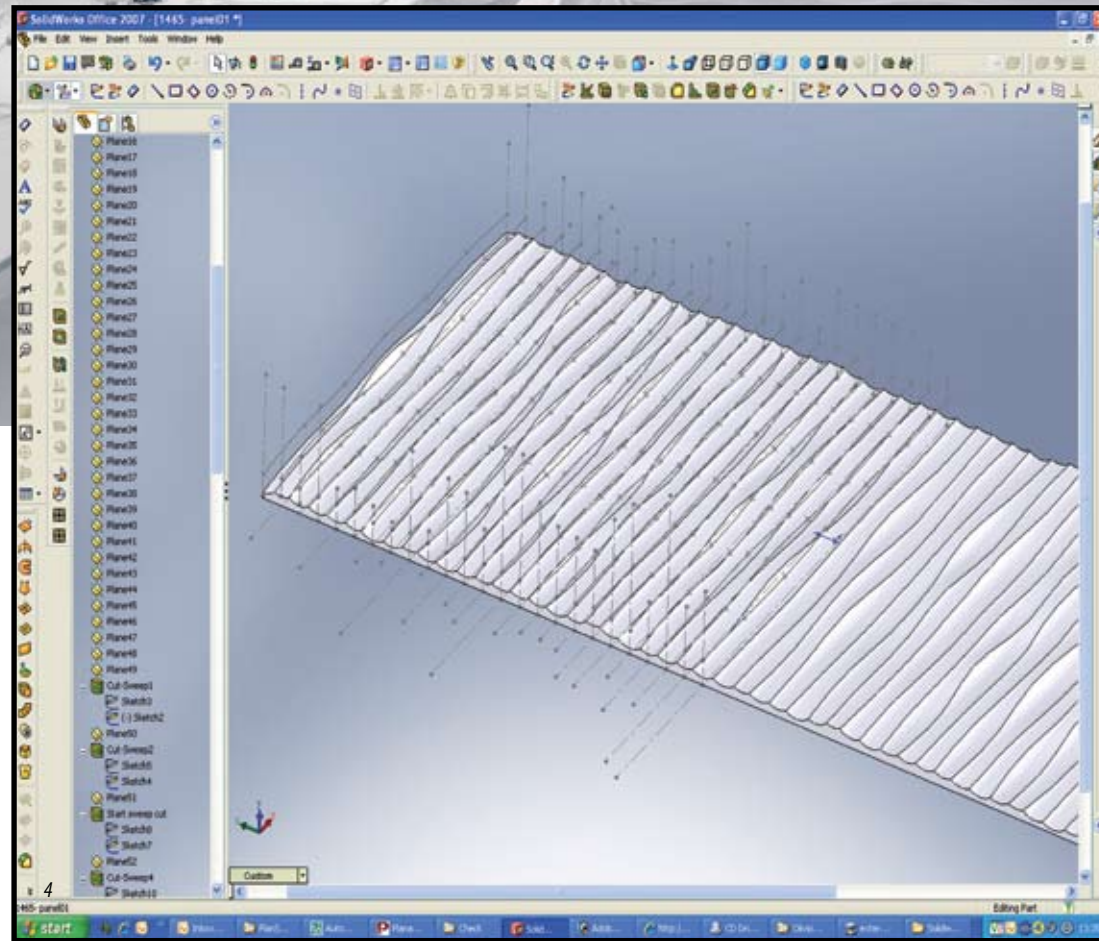 SolidWorks Office 2007 - [1465- panel01 *]
File Edit View Insert Tools Window Help
Plane16
Plane17
Plane18
Plane19
Plane20
Plane21
Plane22
Plane23
Plane24
Plane25
Plane26
Plane27
Plane28
Plane29
Plane30
Plane31
Plane32
Plane33
Plane34
Plane35
Plane36
Plane37
Plane38
Plane39
Plane40
Plane41
Plane42
Plane43
Plane44
Plane45
Plane46
Plane47
Plane48
Plane49
Cut-Sweep1
Sketch3
(-) Sketch2
Plane50
Cut-Sweep2
Sketch5
Sketch4
Plane51
Start sweep cut
Sketch6
Sketch7
Plane52
Cut-Sweep4
Sketch10
4
Custom
1465- panel01
Editing Part
start